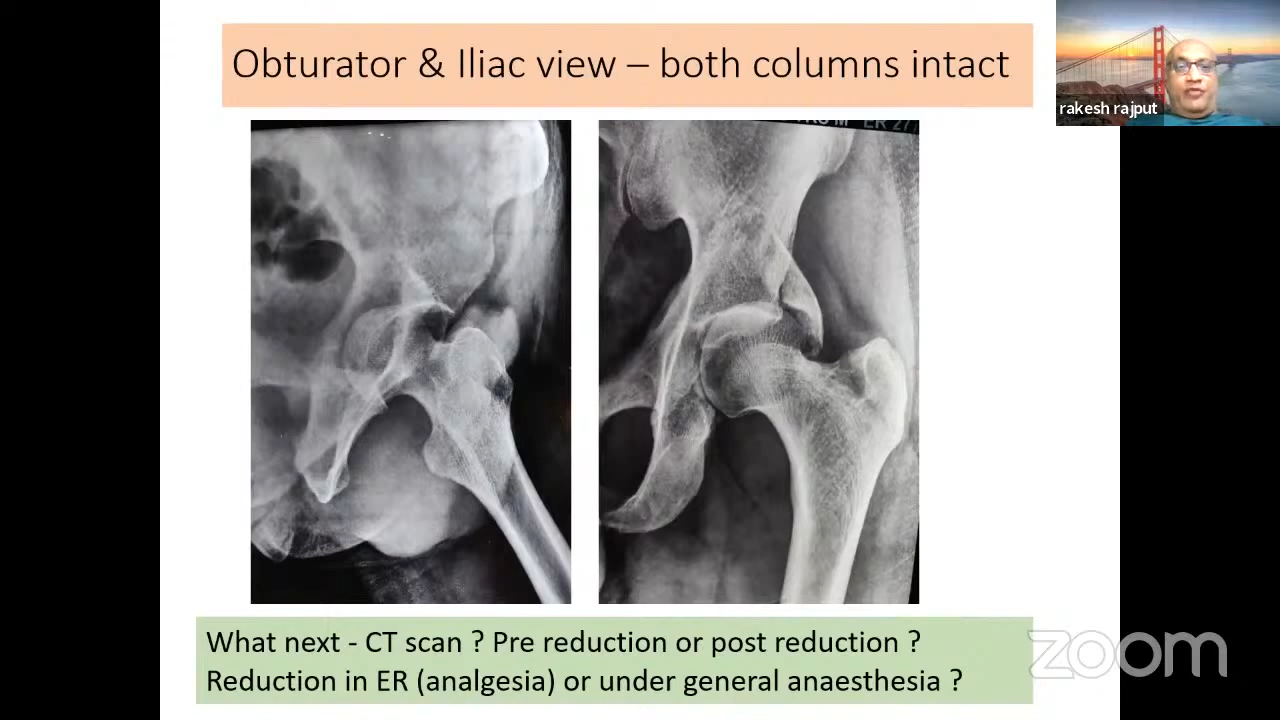 Obturator & Iliac view – both columns intact
rakesh rajput
What next - CT scan ? Pre reduction or post reduction ?
Reduction in ER (analgesia) or under general anaesthesia ?
zoom